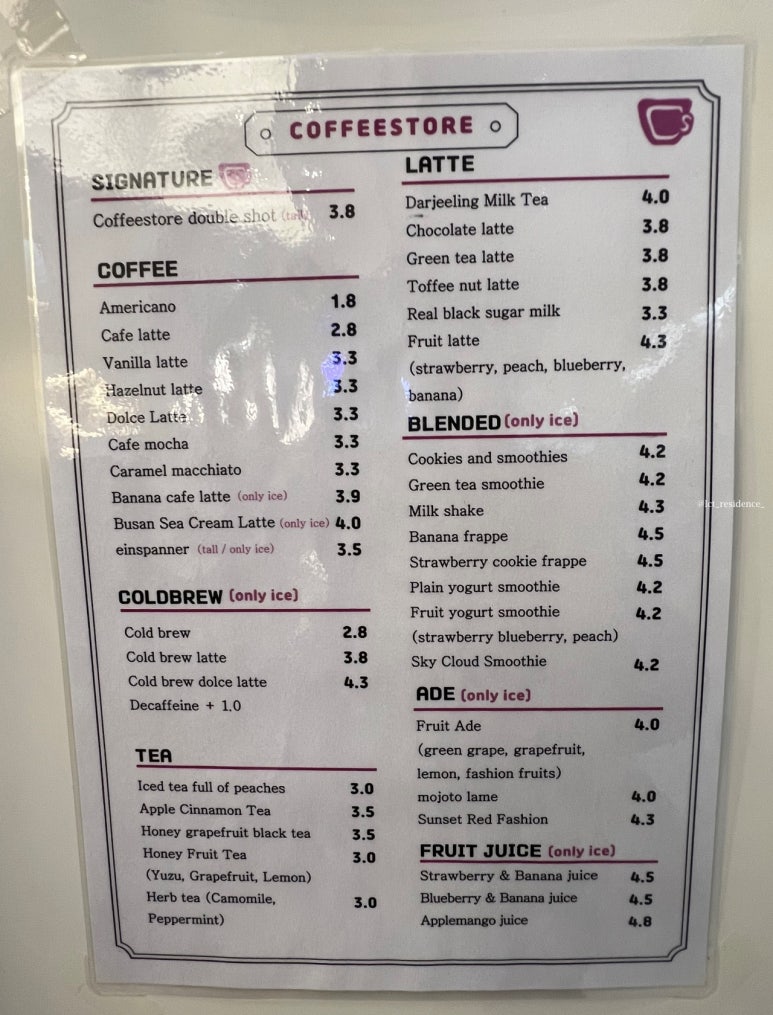 COFFEESTORE
SIGNATURE
Coffeestore double shot (tall) 3.8
COFFEE
Americano 1.8
Cafe latte 2.8
Vanilla latte 3.3
Hazelnut latte 3.3
Dolce Latte 3.3
Cafe mocha 3.3
Caramel macchiato 3.3
Banana cafe latte (only ice) 3.9
Busan Sea Cream Latte (only ice) 4.0
einspanner (tall / only ice) 3.5
COLDBREW (only ice)
Cold brew 2.8
Cold brew latte 3.8
Cold brew dolce latte 4.3
Decaffeine + 1.0
TEA
Iced tea full of peaches 3.0
Apple Cinnamon Tea 3.5
Honey grapefruit black tea 3.5
Honey Fruit Tea 3.0
(Yuzu, Grapefruit, Lemon)
Herb tea (Camomile, 3.0
Peppermint)
LATTE
Darjeeling Milk Tea 4.0
Chocolate latte 3.8
Green tea latte 3.8
Toffee nut latte 3.8
Real black sugar milk 3.3
Fruit latte 4.3
(strawberry, peach, blueberry,
banana)
BLENDED (only ice)
Cookies and smoothies 4.2
Green tea smoothie 4.2
Milk shake 4.3
Banana frappe 4.5
Strawberry cookie frappe 4.5
Plain yogurt smoothie 4.2
Fruit yogurt smoothie 4.2
(strawberry blueberry, peach)
Sky Cloud Smoothie 4.2
ADE (only ice)
Fruit Ade 4.0
(green grape, grapefruit,
lemon, fashion fruits)
mojoto lame 4.0
Sunset Red Fashion 4.3
FRUIT JUICE (only ice)
Strawberry & Banana juice 4.5
Blueberry & Banana juice 4.5
Applemango juice 4.8
@lct_residence_